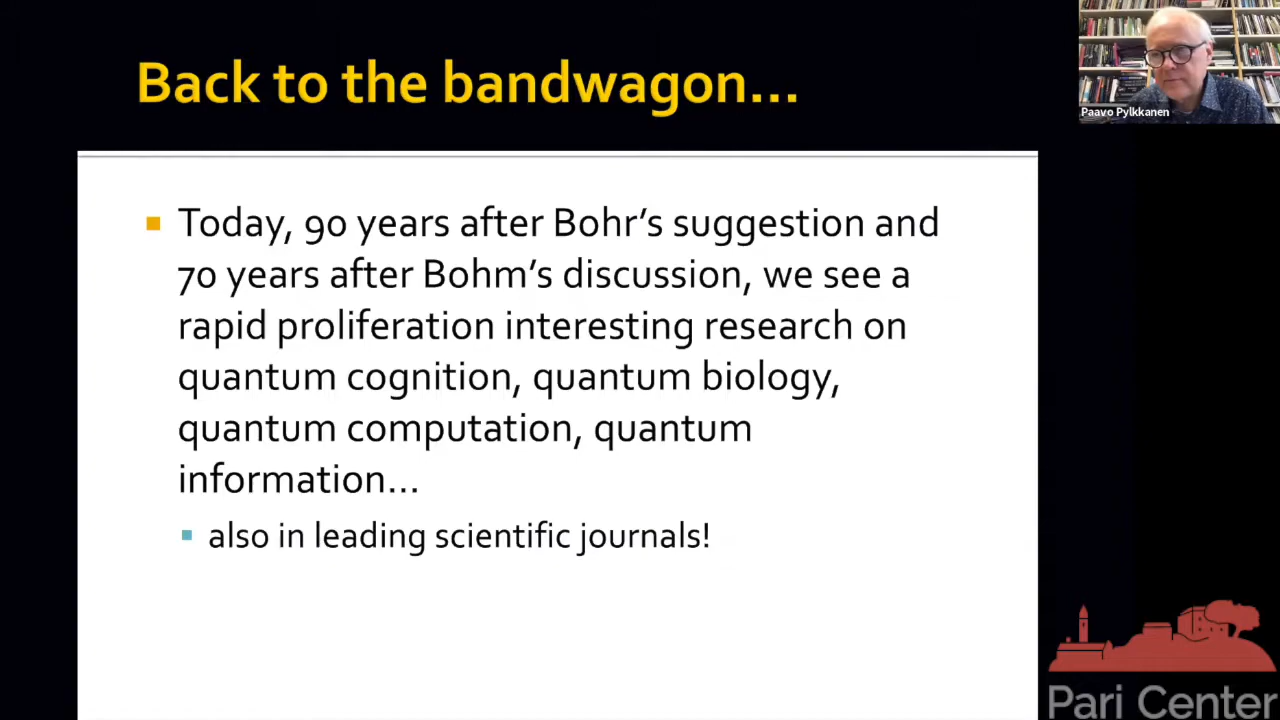 Back to the bandwagon...
Paavo Pylkkanen
Today, 90 years after Bohr's suggestion and
70 years after Bohm's discussion, we see a
rapid proliferation interesting research on
quantum cognition, quantum biology,
quantum computation, quantum
information...
also in leading scientific journals!
Pari Center